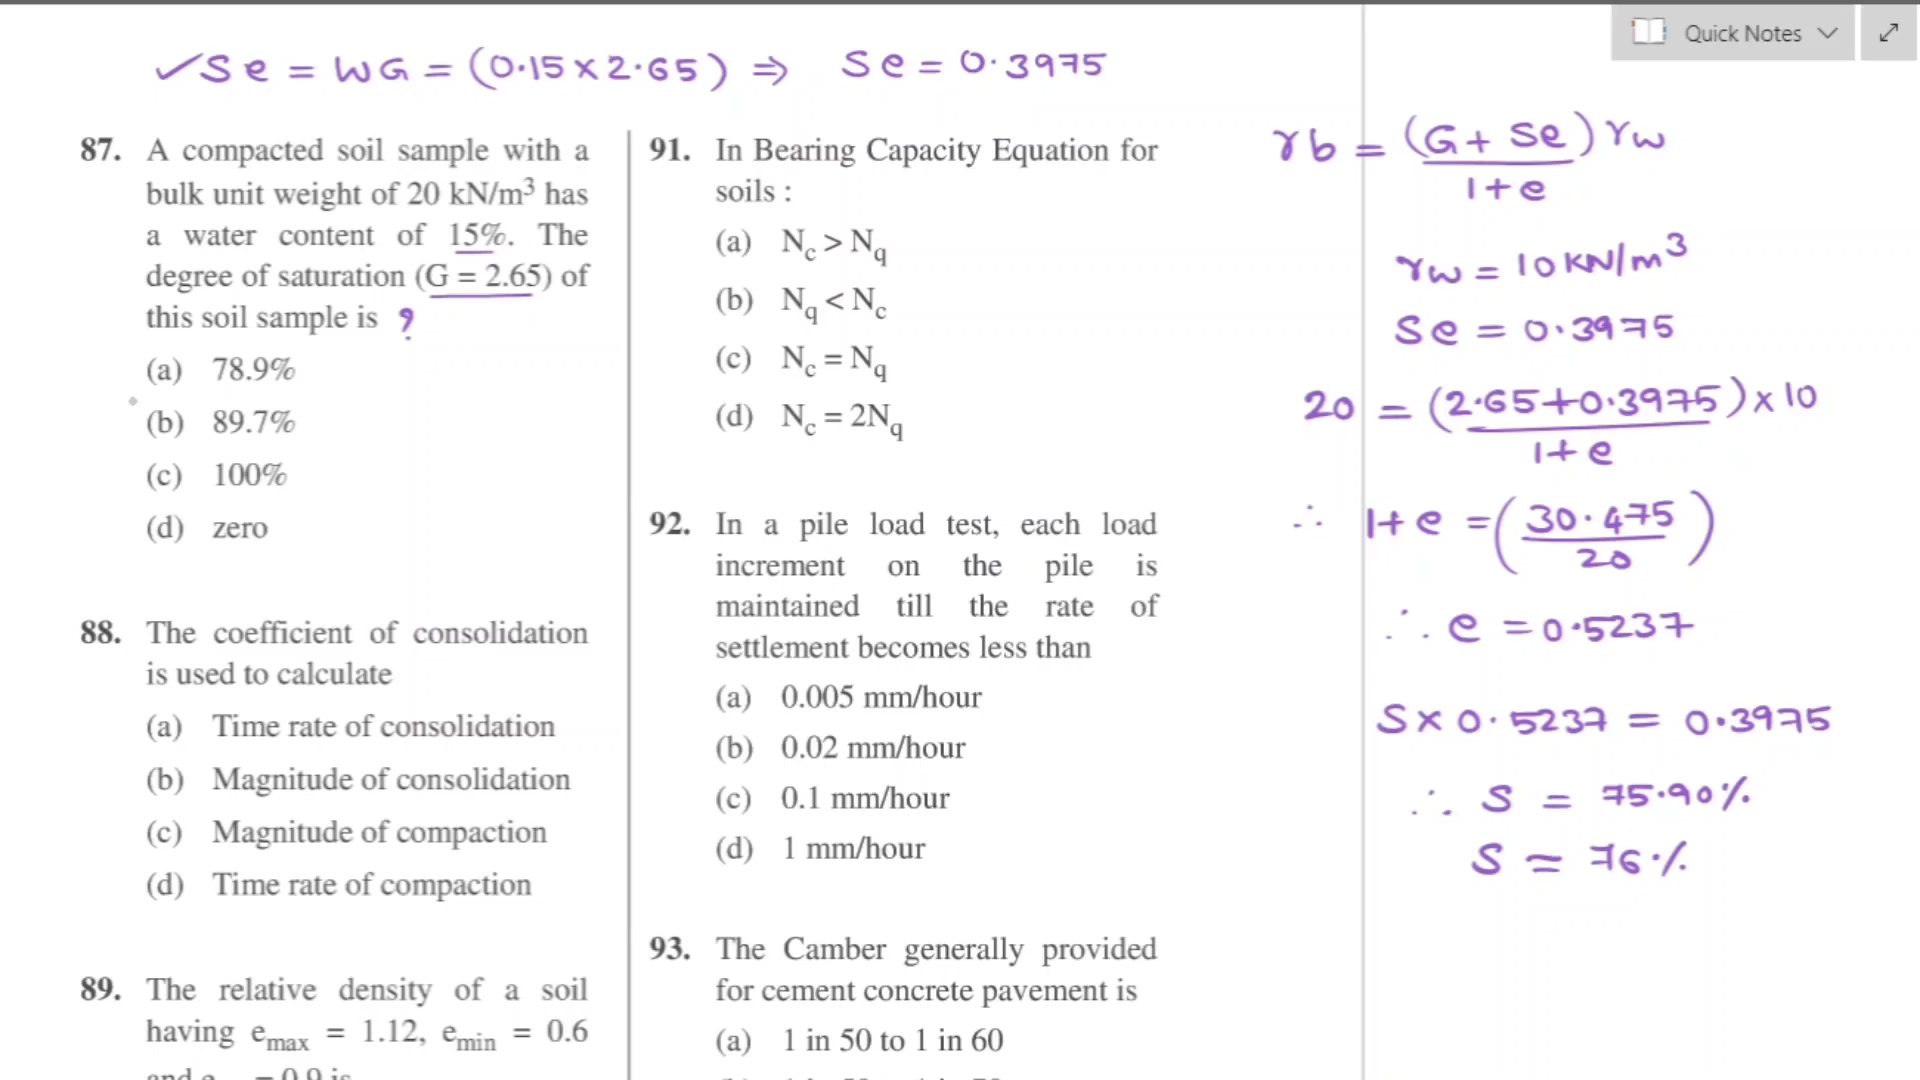 Quick Notes
✓ Se = WG = (0.15 x 2.65) ⇒ Se = 0.3975
87. A compacted soil sample with a
bulk unit weight of 20 kN/m³ has
a water content of 15%. The
degree of saturation (G = 2.65) of
this soil sample is ?
(a) 78.9%
(b) 89.7%
(c) 100%
(d) zero
88. The coefficient of consolidation
is used to calculate
(a) Time rate of consolidation
(b) Magnitude of consolidation
(c) Magnitude of compaction
(d) Time rate of compaction
89. The relative density of a soil
having e_max = 1.12, e_min = 0.6
91. In Bearing Capacity Equation for
soils :
(a) N_c > N_q
(b) N_q < N_c
(c) N_c = N_q
(d) N_c = 2N_q
92. In a pile load test, each load
increment on the pile is
maintained till the rate of
settlement becomes less than
(a) 0.005 mm/hour
(b) 0.02 mm/hour
(c) 0.1 mm/hour
(d) 1 mm/hour
93. The Camber generally provided
for cement concrete pavement is
(a) 1 in 50 to 1 in 60
γb = (G + Se) γw
1+e
γw = 10 KN/m³
Se = 0.3975
20 = (2.65+0.3975) x 10
1+e
∴ 1+e = (30.475
20)
∴ e = 0.5237
S x 0.5237 = 0.3975
∴ S = 75.90%
S ≈ 76%